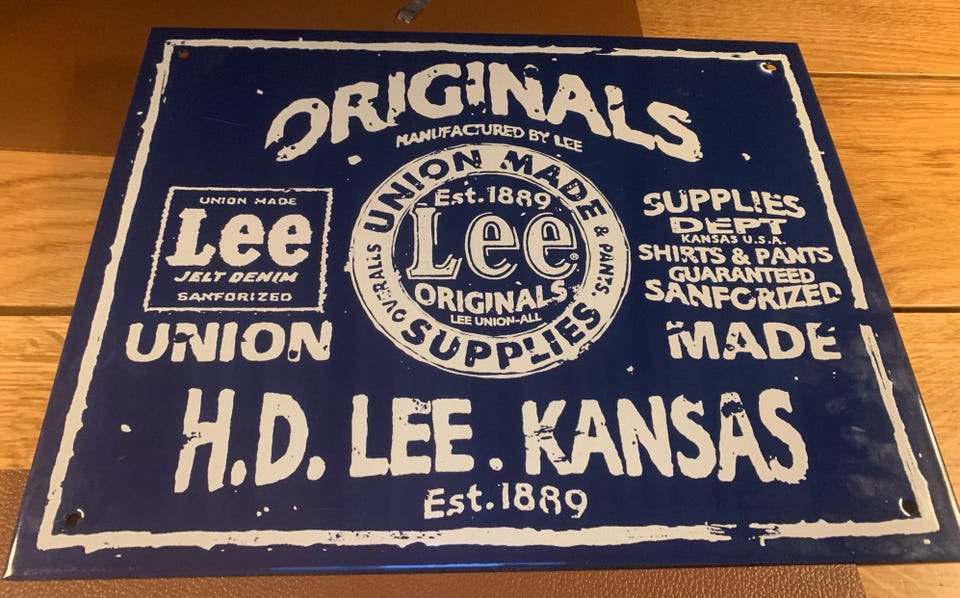 ORIGINALS
MANUFACTURED BY LEE
UNION MADE
Lee
JELT DENIM
SANFORIZED
UNION MADE & PANTS.
Est.1889
Lee®
ORIGINALS
LEE UNION-ALL
OVERALLS SUPPLIES
SUPPLIES
DEPT
KANSAS U.S.A.
SHIRTS & PANTS
GUARANTEED
SANFORIZED
UNION MADE
H.D. LEE. KANSAS
Est.1889